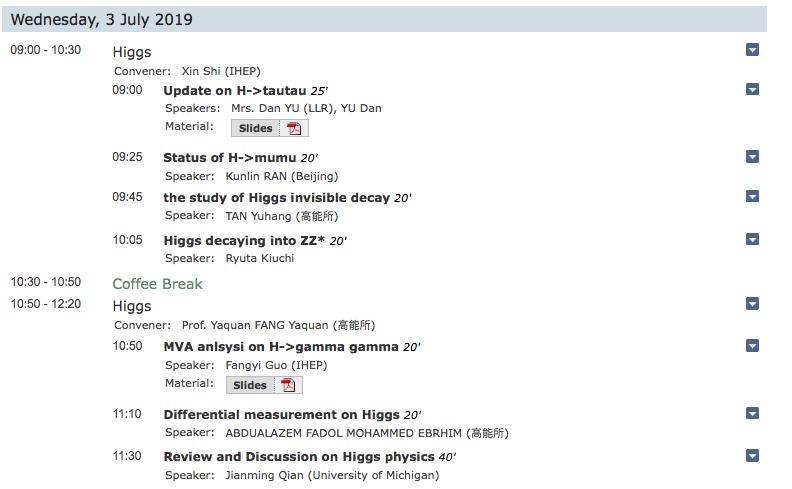 Wednesday, 3 July 2019
09:00 - 10:30 Higgs
Convener: Xin Shi (IHEP)
09:00 Update on H->tautau 25'
Speakers: Mrs. Dan YU (LLR), YU Dan
Material: Slides
09:25 Status of H->mumu 20'
Speaker: Kunlin RAN (Beijing)
09:45 the study of Higgs invisible decay 20'
Speaker: TAN Yuhang (高能所)
10:05 Higgs decaying into ZZ* 20'
Speaker: Ryuta Kiuchi
10:30 - 10:50 Coffee Break
10:50 - 12:20 Higgs
Convener: Prof. Yaquan FANG Yaquan (高能所)
10:50 MVA anlsysi on H->gamma gamma 20'
Speaker: Fangyi Guo (IHEP)
Material: Slides
11:10 Differential measurement on Higgs 20'
Speaker: ABDUALAZEM FADOL MOHAMMED EBRHIM (高能所)
11:30 Review and Discussion on Higgs physics 40'
Speaker: Jianming Qian (University of Michigan)